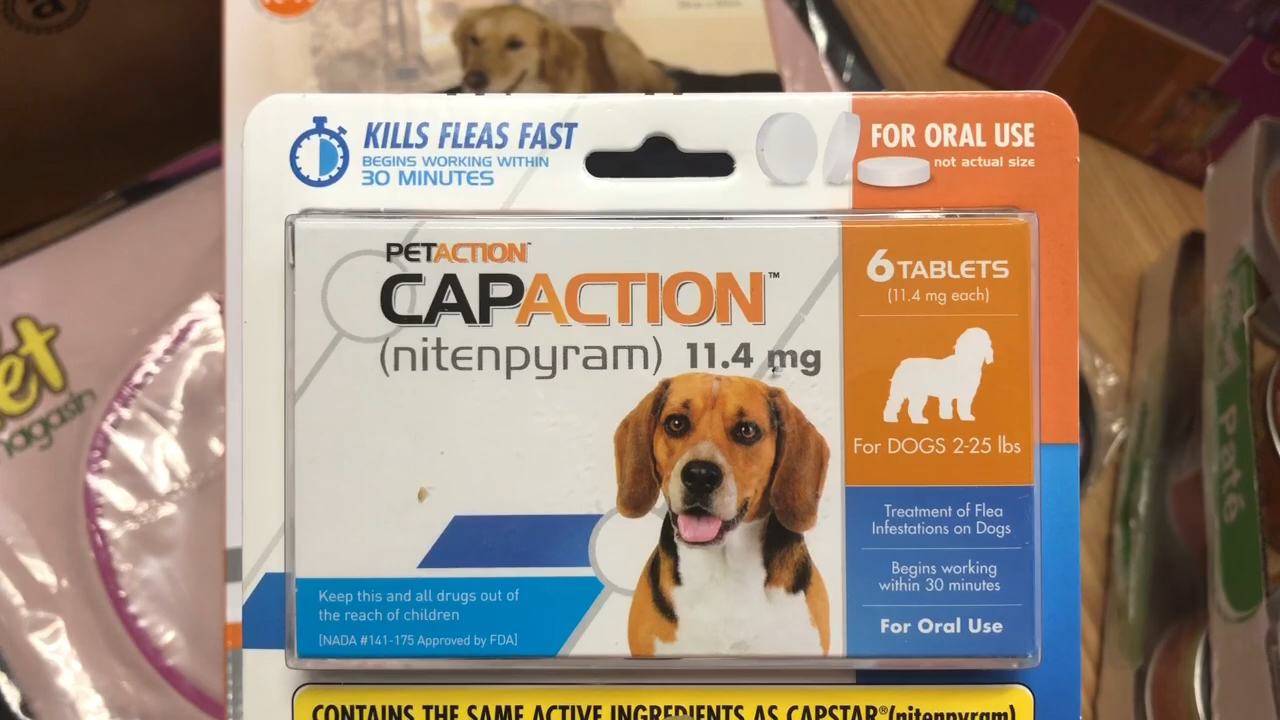 KILLS FLEAS FAST
BEGINS WORKING WITHIN
30 MINUTES
FOR ORAL USE
not actual size
PETACTION™
CAPACTION™
(nitenpyram) 11.4 mg
6 TABLETS
(11.4 mg each)
For DOGS 2-25 lbs
Treatment of Flea
Infestations on Dogs
Begins working
within 30 minutes
For Oral Use
Keep this and all drugs out of
the reach of children
[NADA #141-175 Approved by FDA]
CONTAINS THE SAME ACTIVE INGREDIENTS AS CAPSTAR®(nitenpyram)
Paté